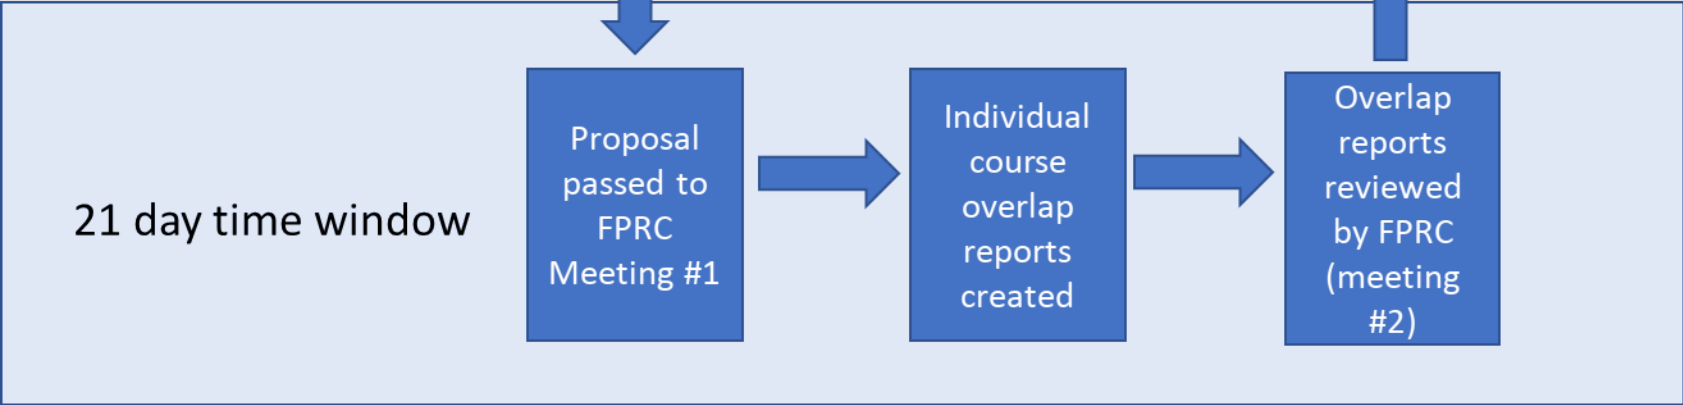 21 day time window
Proposal
passed to
FPRC
Meeting #1
Individual
course
overlap
reports
created
Overlap
reports
reviewed
by FPRC
(meeting
#2)